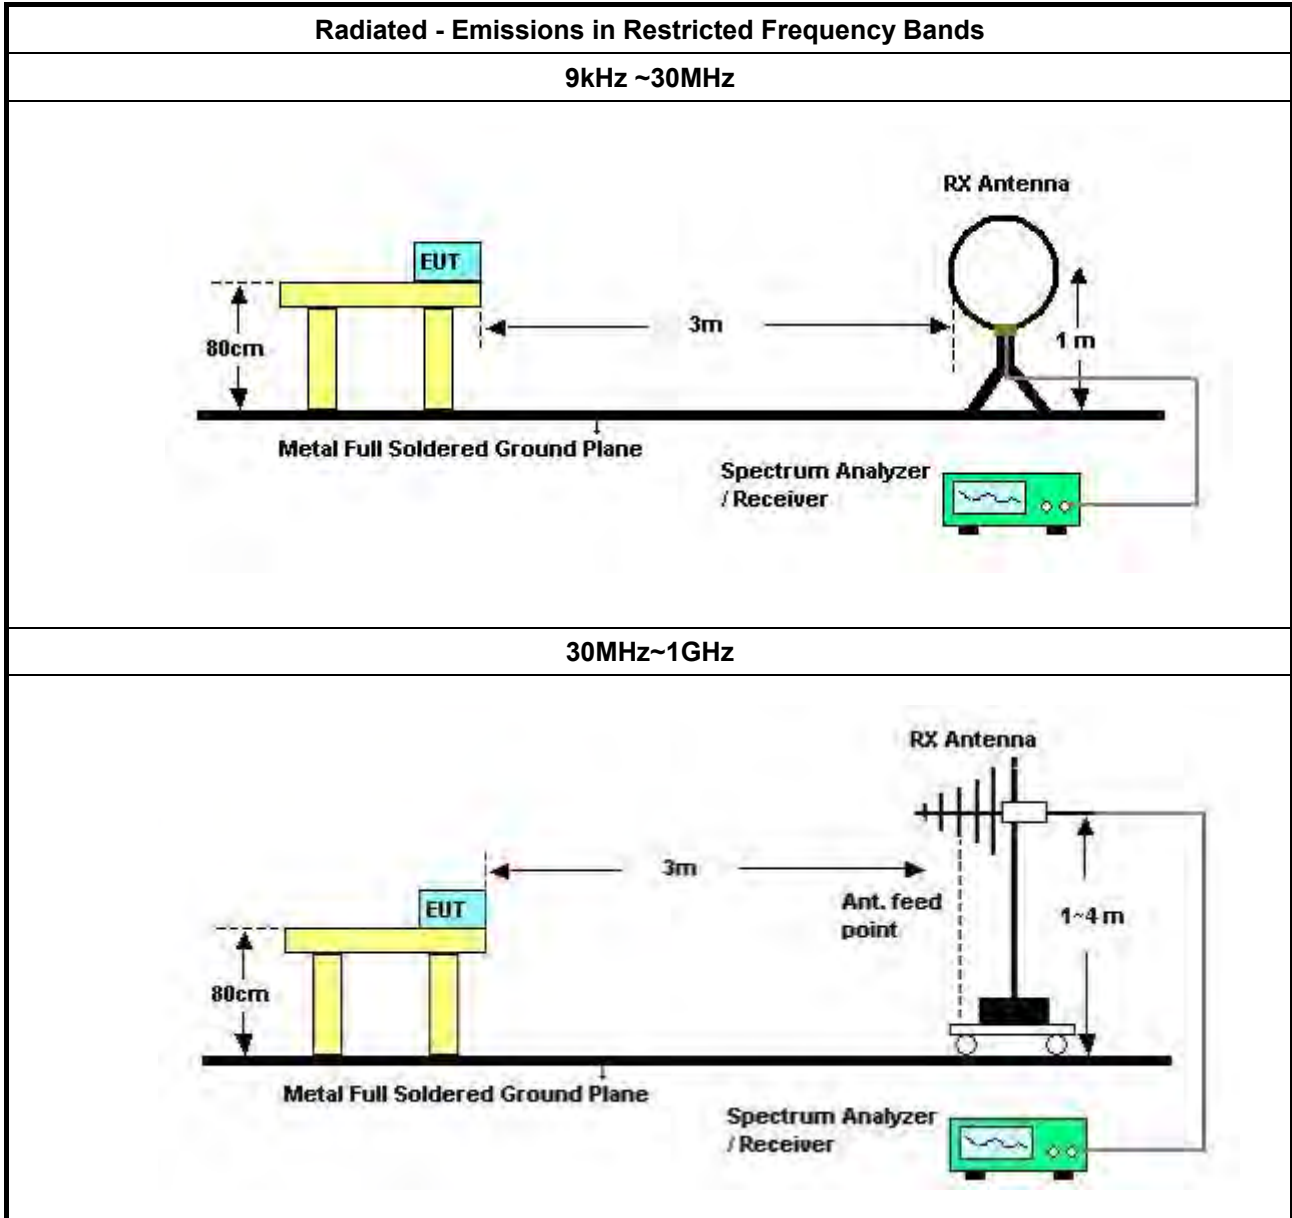 Radiated - Emissions in Restricted Frequency Bands
9kHz ~30MHz
RX Antenna
EUT
3m
80cm
1 m
Metal Full Soldered Ground Plane
Spectrum Analyzer
/ Receiver
30MHz~1GHz
RX Antenna
3m
EUT
Ant. feed
point
1~4 m
80cm
Metal Full Soldered Ground Plane
Spectrum Analyzer
/ Receiver